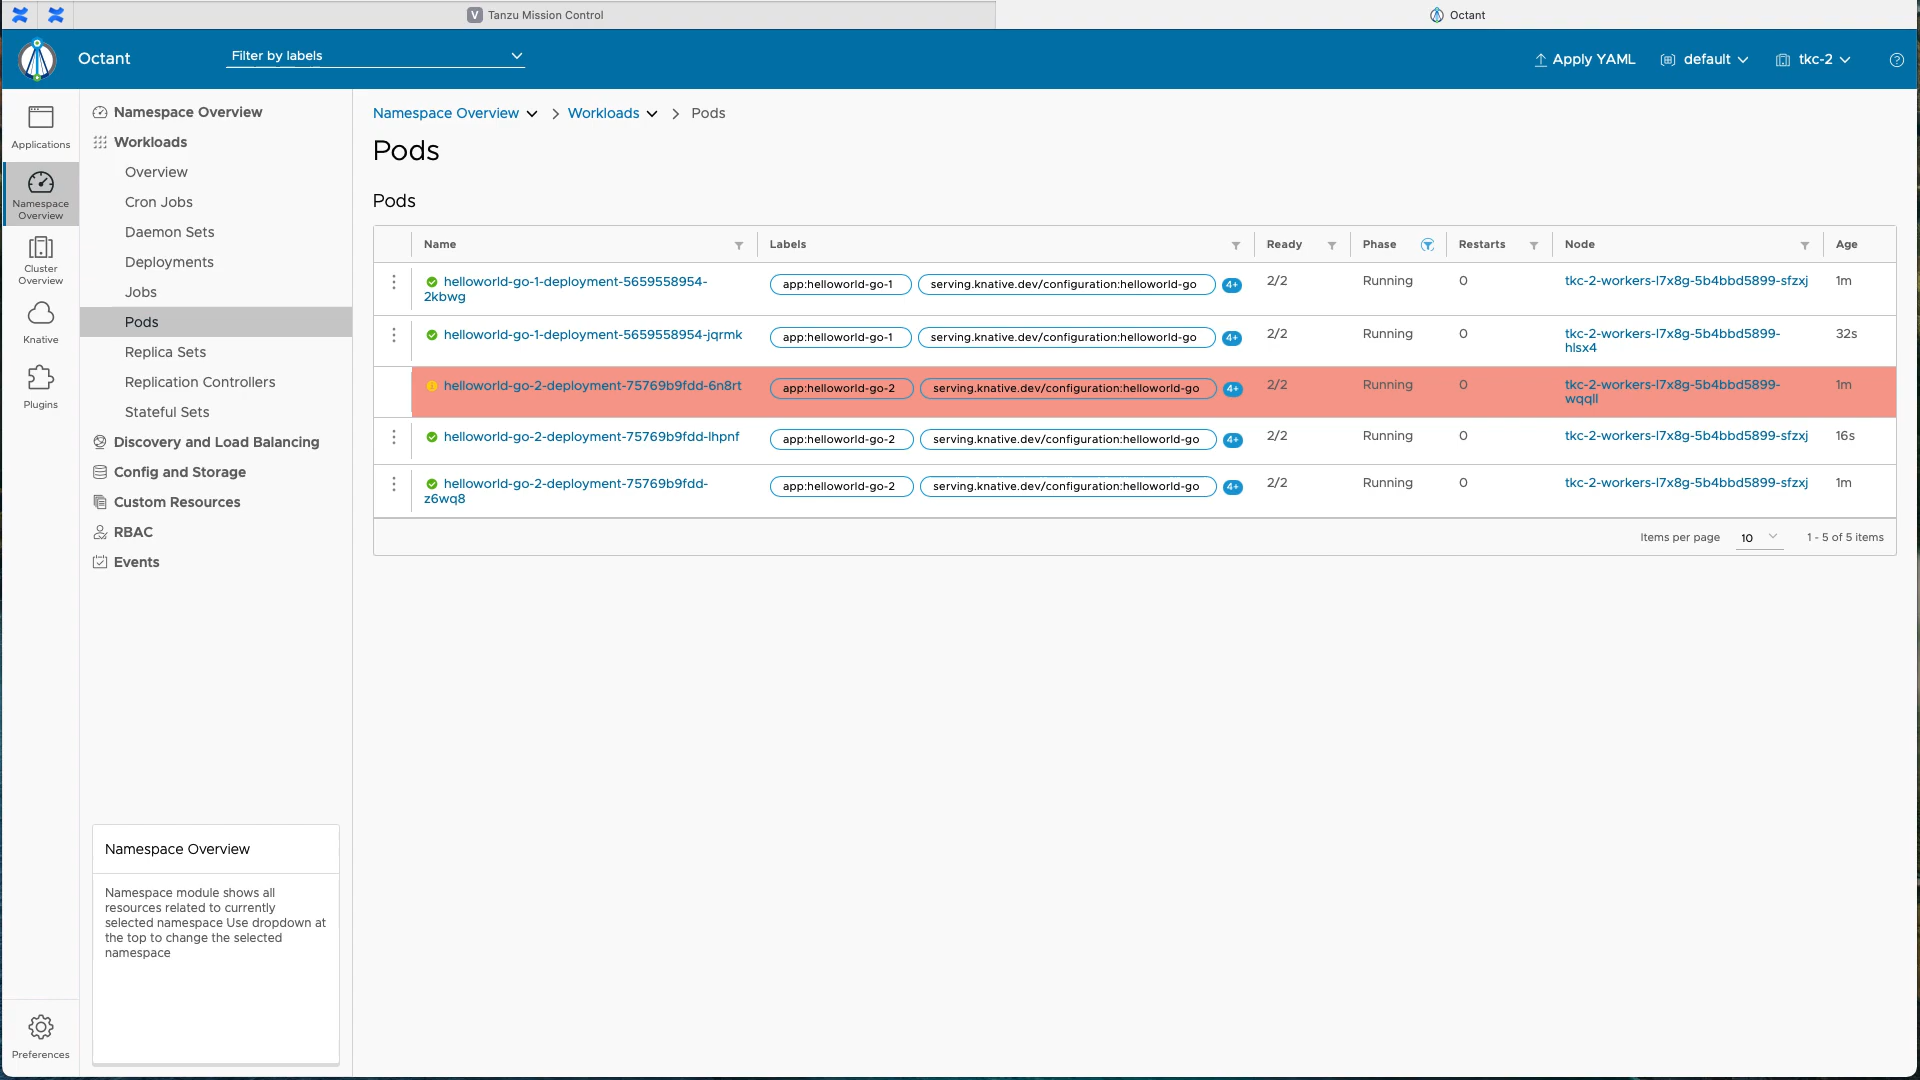 V Tanzu Mission Control
Octant
Octant
Filter by labels
Apply YAML
default
tkc-2
?
Applications
Namespace
Overview
Cluster
Overview
Knative
Plugins
Preferences
Namespace Overview
Workloads
Overview
Cron Jobs
Daemon Sets
Deployments
Jobs
Pods
Replica Sets
Replication Controllers
Stateful Sets
Discovery and Load Balancing
Config and Storage
Custom Resources
RBAC
Events
Namespace Overview
Namespace module shows all
resources related to currently
selected namespace Use dropdown at
the top to change the selected
namespace
Namespace Overview > Workloads > Pods
Pods
Pods
Name Labels Ready Phase Restarts Node Age
helloworld-go-1-deployment-5659558954- app:helloworld-go-1 serving.knative.dev/configuration:helloworld-go 4+ 2/2 Running 0 tkc-2-workers-l7x8g-5b4bbd5899-sfzxj 1m
2kbwg
helloworld-go-1-deployment-5659558954-jqrmk app:helloworld-go-1 serving.knative.dev/configuration:helloworld-go 4+ 2/2 Running 0 tkc-2-workers-l7x8g-5b4bbd5899- 32s
hlsx4
helloworld-go-2-deployment-75769b9fdd-6n8rt app:helloworld-go-2 serving.knative.dev/configuration:helloworld-go 4+ 2/2 Running 0 tkc-2-workers-l7x8g-5b4bbd5899- 1m
wqqll
helloworld-go-2-deployment-75769b9fdd-lhpnf app:helloworld-go-2 serving.knative.dev/configuration:helloworld-go 4+ 2/2 Running 0 tkc-2-workers-l7x8g-5b4bbd5899-sfzxj 16s
helloworld-go-2-deployment-75769b9fdd- app:helloworld-go-2 serving.knative.dev/configuration:helloworld-go 4+ 2/2 Running 0 tkc-2-workers-l7x8g-5b4bbd5899-sfzxj 1m
z6wq8
Items per page 10 1 - 5 of 5 items